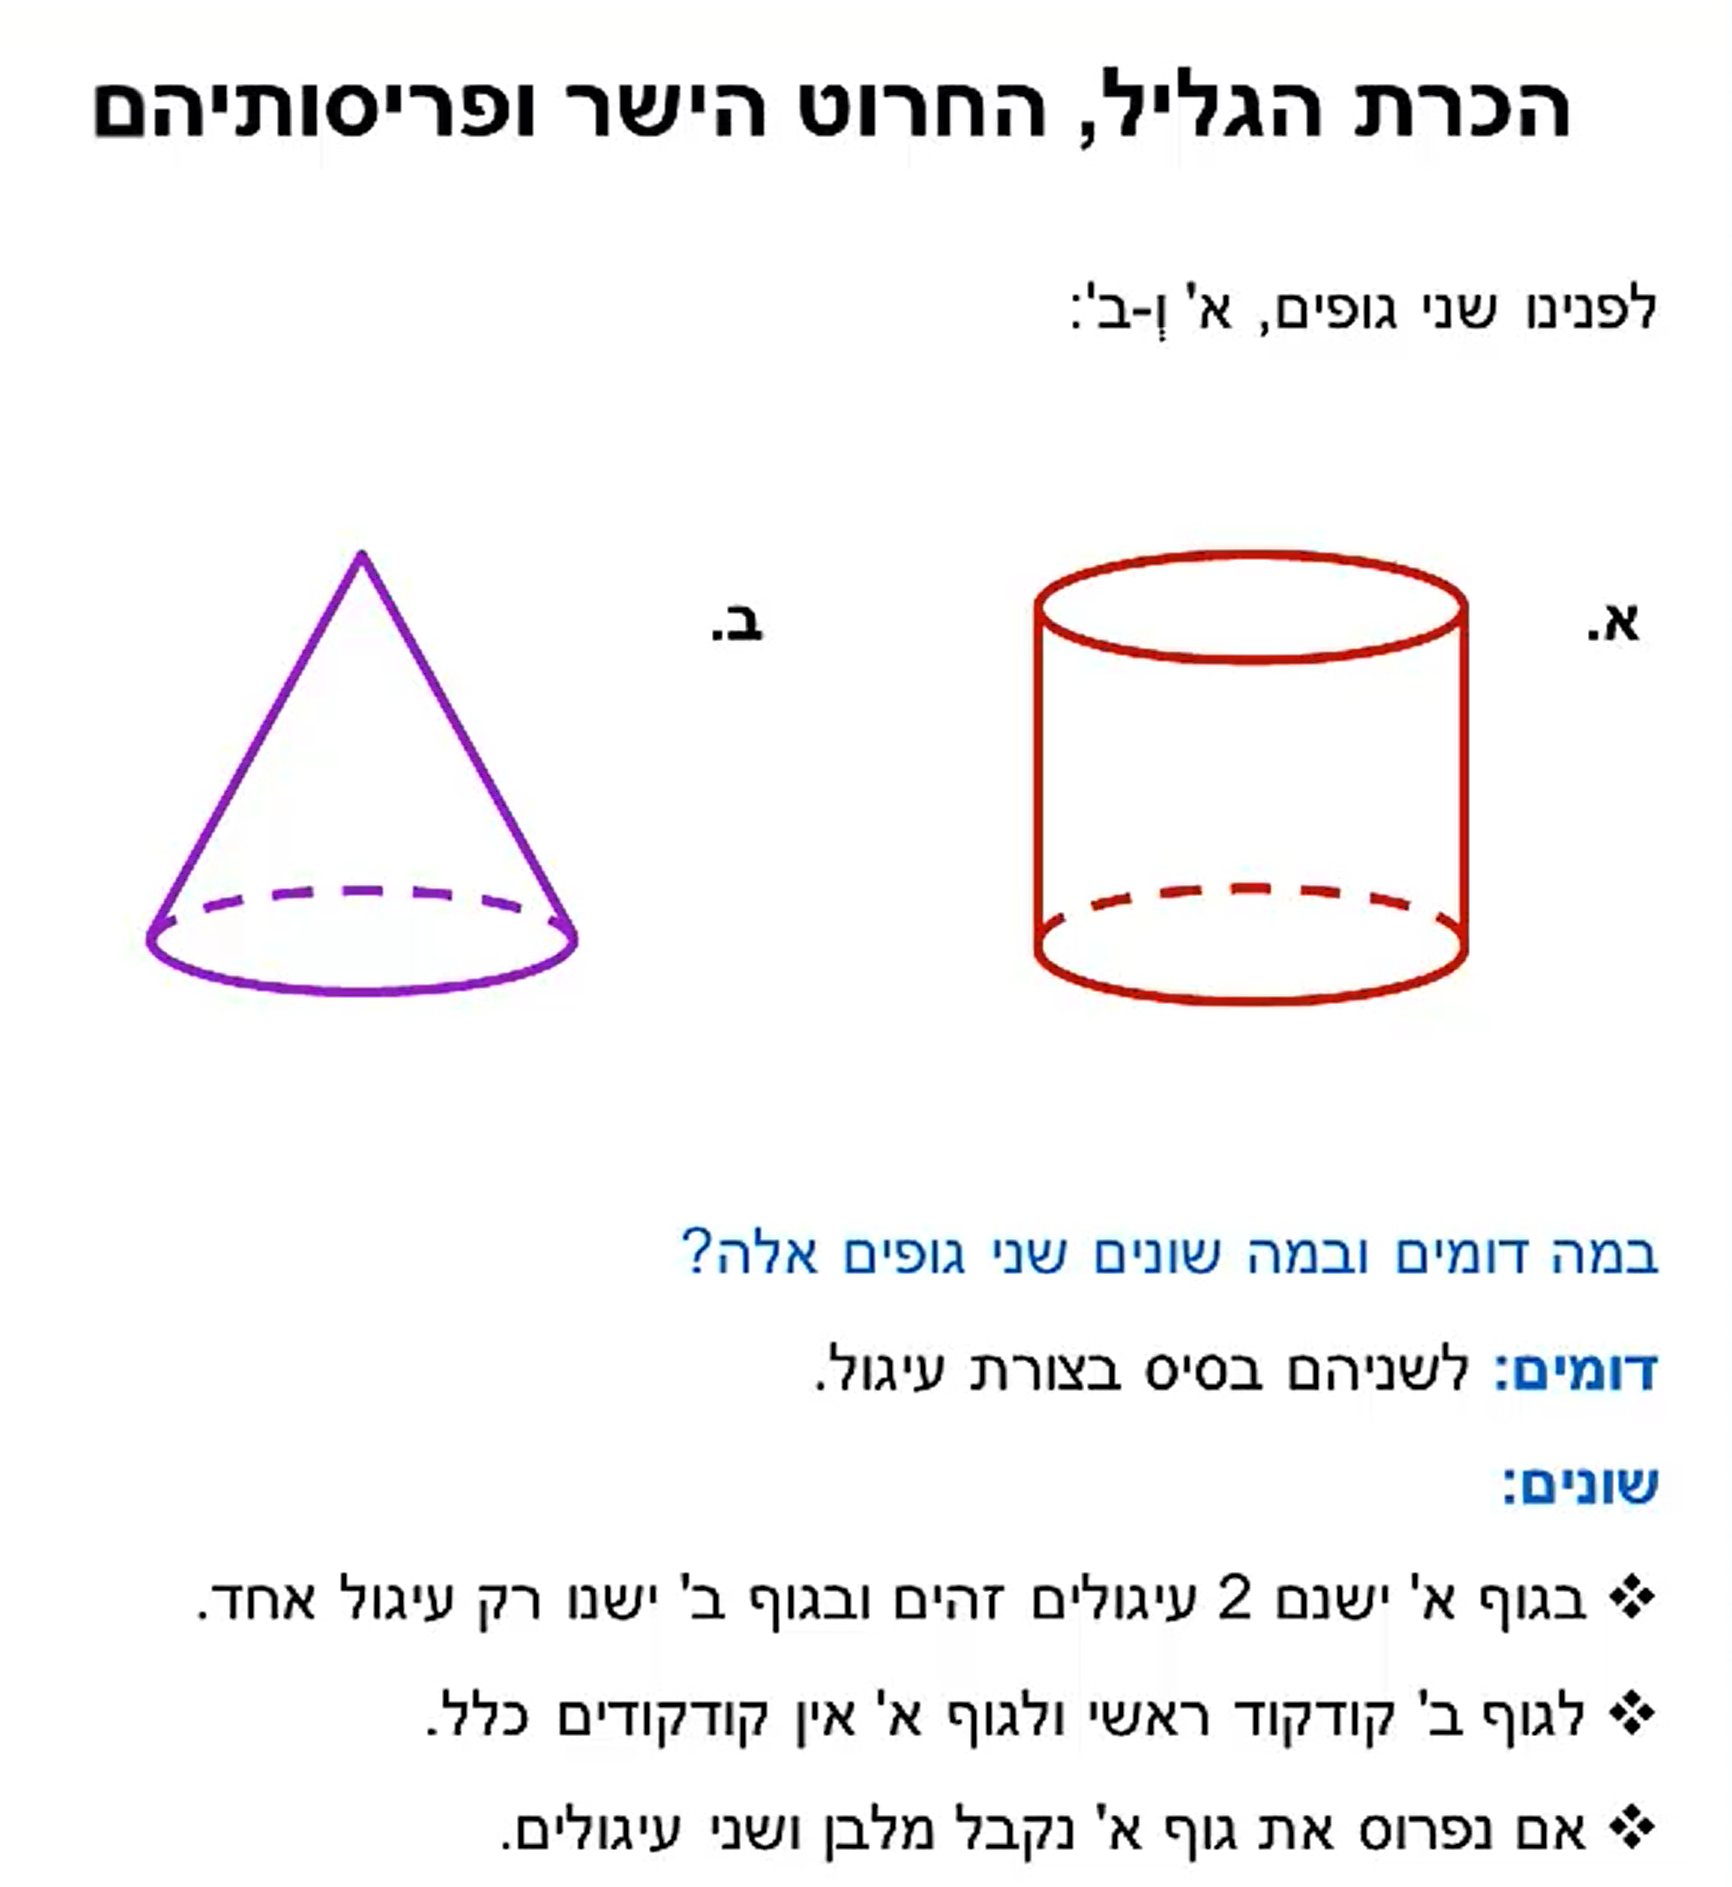 הכרת הגליל, החרוט הישר ופריסותיהם
לפנינו שני גופים, א' וְ-ב':
א.
ב.
במה דומים ובמה שונים שני גופים אלה?
דומים: לשניהם בסיס בצורת עיגול.
שונים:
❖ בגוף א' ישנם 2 עיגולים זהים ובגוף ב' ישנו רק עיגול אחד.
❖ לגוף ב' קודקוד ראשי ולגוף א' אין קודקודים כלל.
❖ אם נפרוס את גוף א' נקבל מלבן ושני עיגולים.